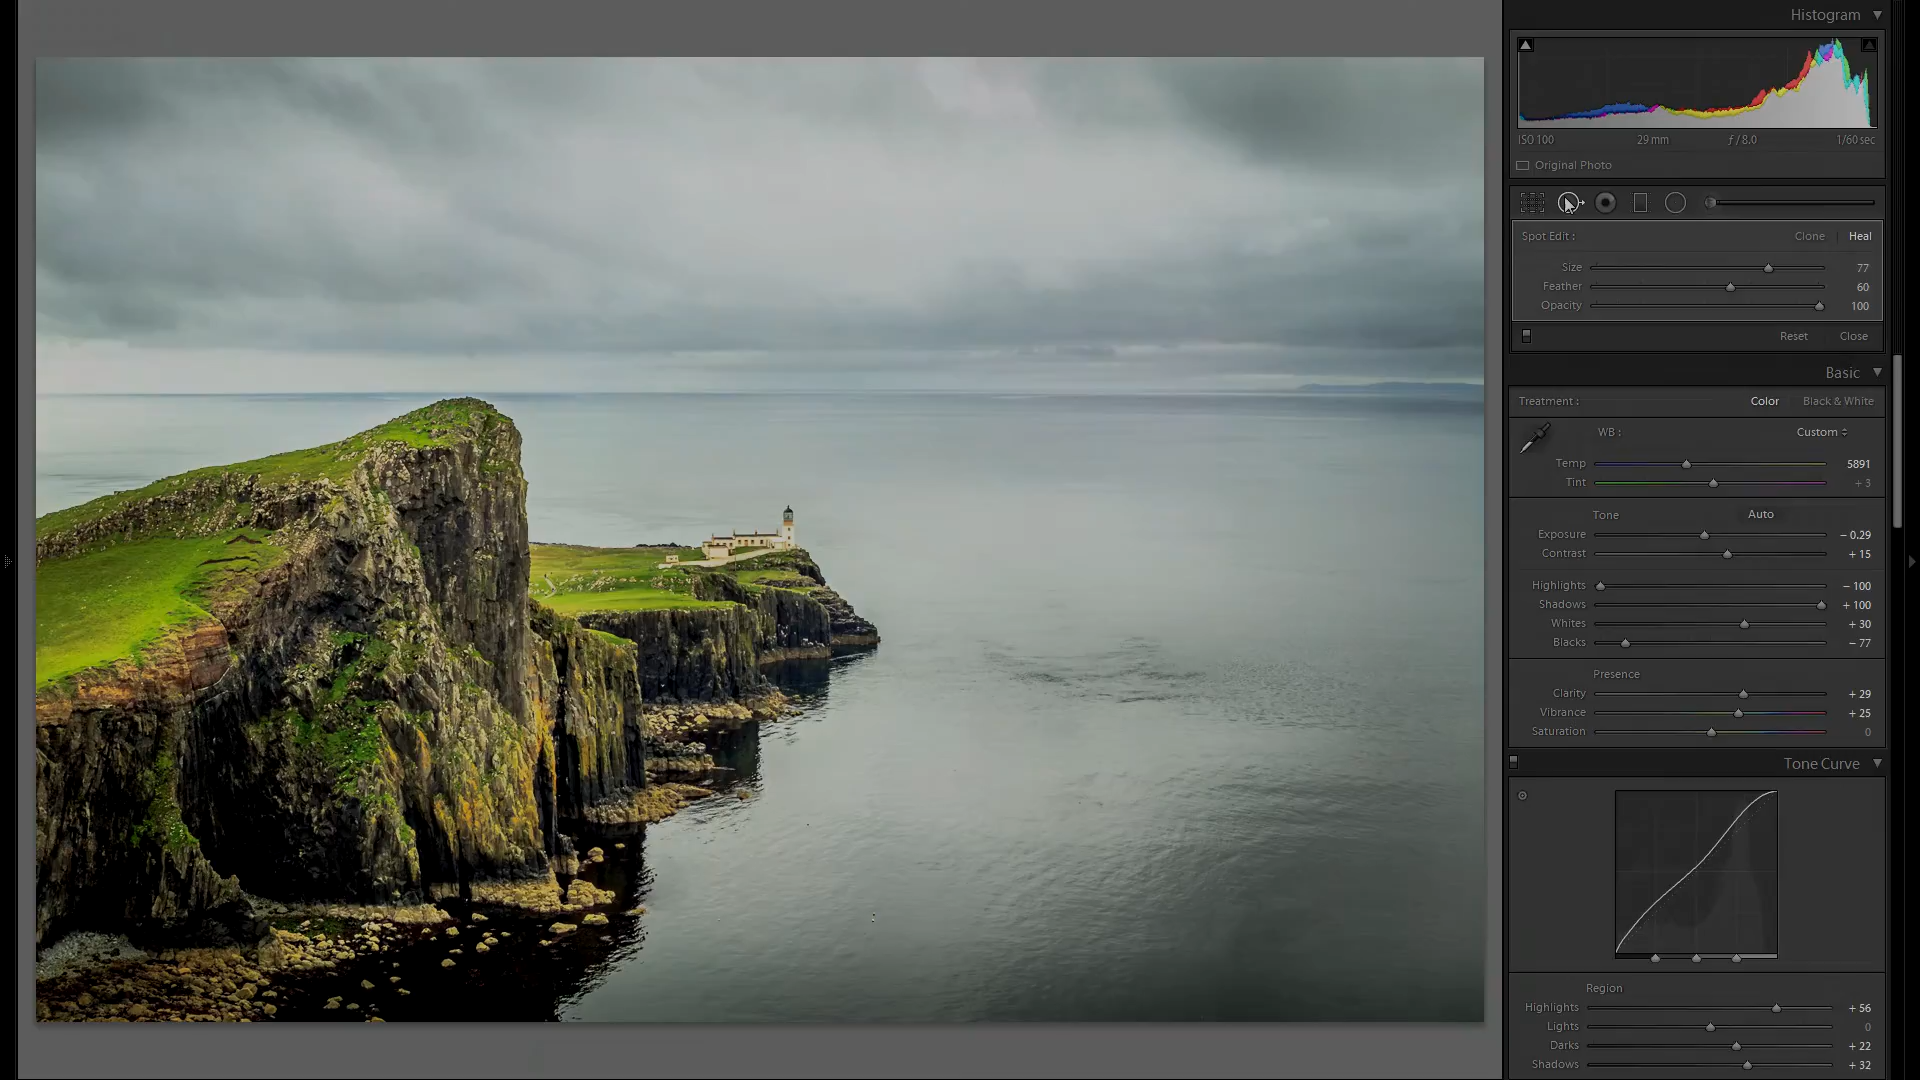 Histogram
ISO 100 29 mm ƒ / 8.0 1/60 sec
Original Photo
Spot Edit : Clone Heal
Size 77
Feather 60
Opacity 100
Reset Close
Basic
Treatment : Color Black & White
WB : Custom
Temp 5891
Tint + 3
Tone Auto
Exposure − 0.29
Contrast + 15
Highlights − 100
Shadows + 100
Whites + 30
Blacks − 77
Presence
Clarity + 29
Vibrance + 25
Saturation 0
Tone Curve
Region
Highlights + 56
Lights 0
Darks + 22
Shadows + 32